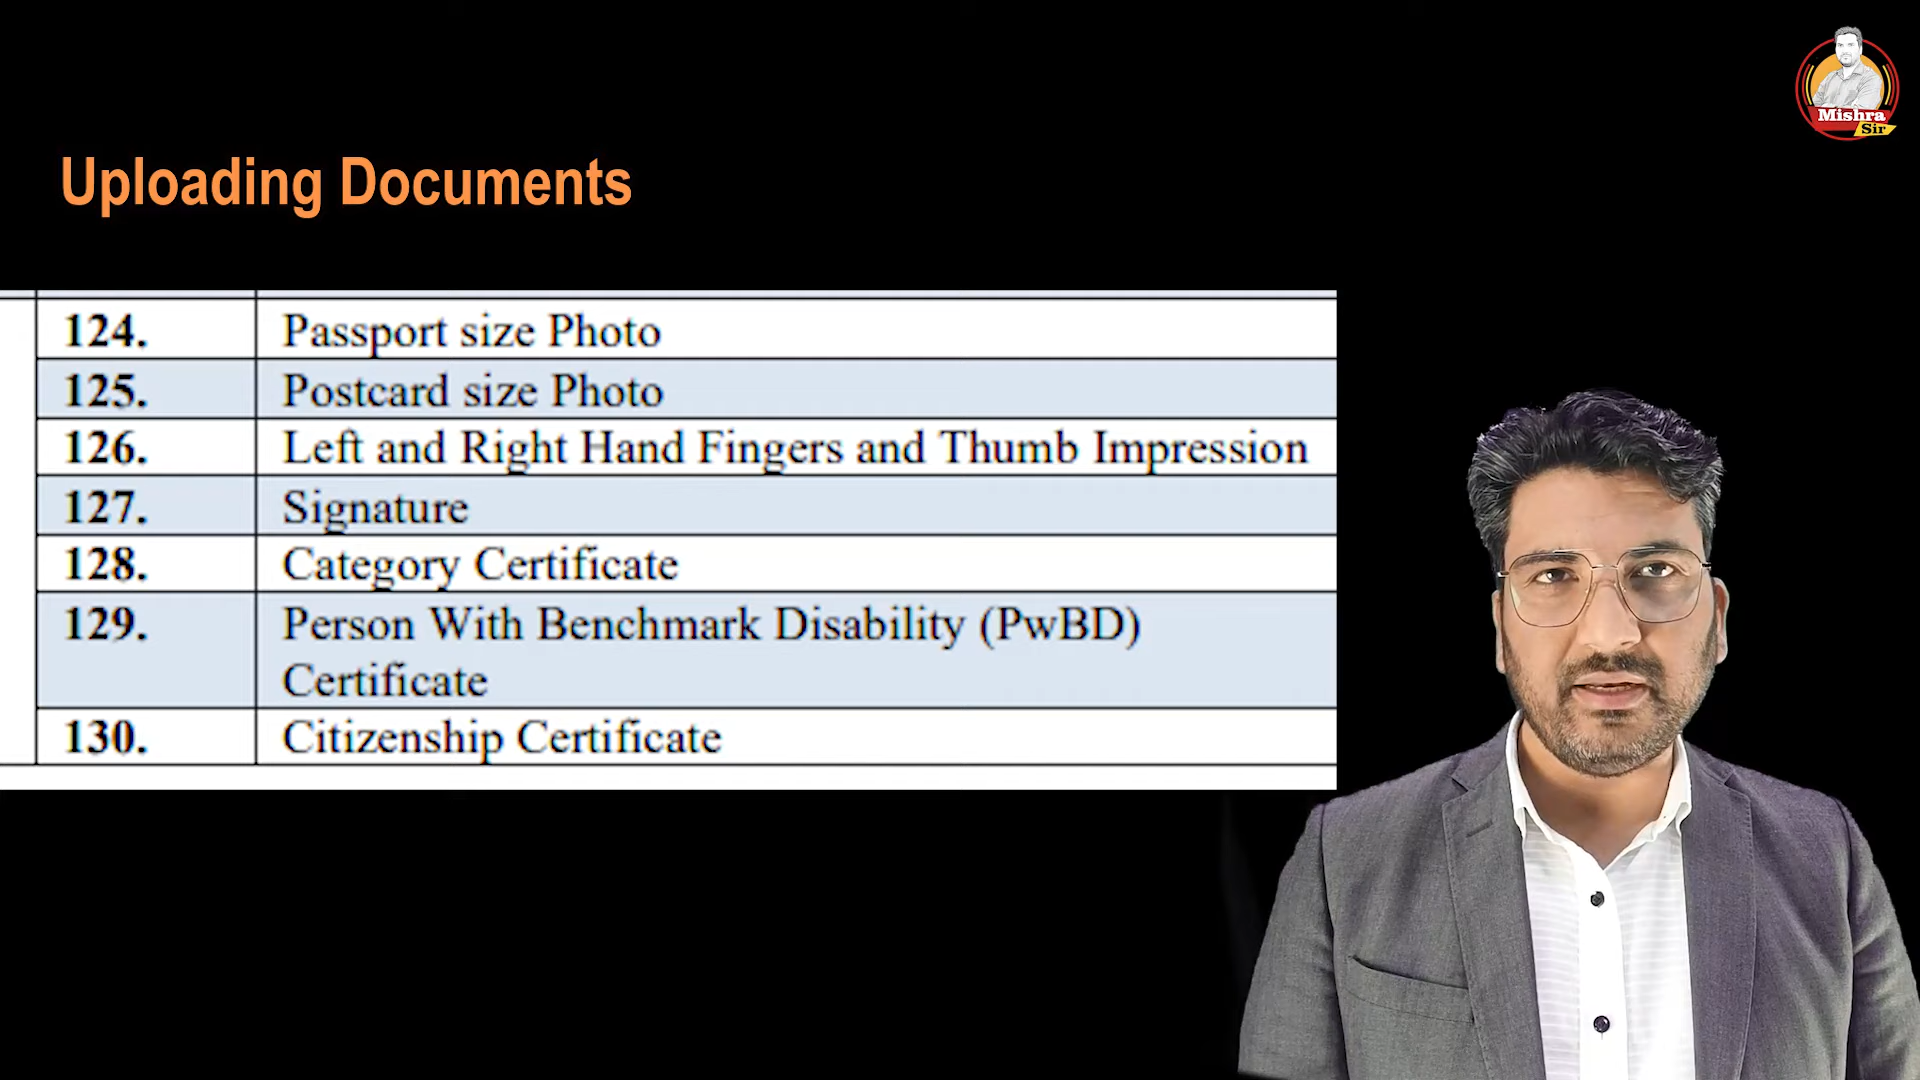 Mishra
Sir
Uploading Documents
124. Passport size Photo
125. Postcard size Photo
126. Left and Right Hand Fingers and Thumb Impression
127. Signature
128. Category Certificate
129. Person With Benchmark Disability (PwBD)
Certificate
130. Citizenship Certificate